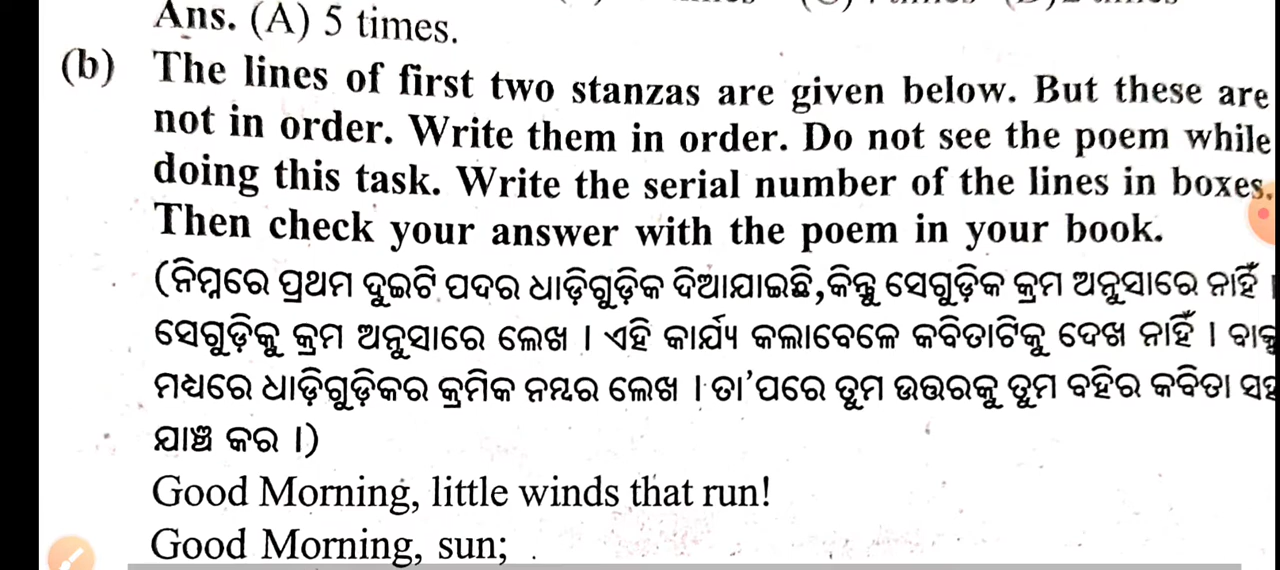 Ans. (A) 5 times.
(b) The lines of first two stanzas are given below. But these are
not in order. Write them in order. Do not see the poem while
doing this task. Write the serial number of the lines in boxes.
Then check your answer with the poem in your book.
(ନିମ୍ନରେ ପ୍ରଥମ ଦୁଇଟି ପଦର ଧାଡ଼ିଗୁଡ଼ିକ ଦିଆଯାଇଛି,କିନ୍ତୁ ସେଗୁଡ଼ିକ କ୍ରମ ଅନୁସାରେ ନାହିଁ ।
ସେଗୁଡ଼ିକୁ କ୍ରମ ଅନୁସାରେ ଲେଖ । ଏହି କାର୍ଯ୍ୟ କଲାବେଳେ କବିତାଟିକୁ ଦେଖ ନାହିଁ ।
ମଧ୍ୟରେ ଧାଡ଼ିଗୁଡ଼ିକର କ୍ରମିକ ନମ୍ବର ଲେଖ । ତା'ପରେ ତୁମ ଉତ୍ତରକୁ ତୁମ ବହିର କବିତା
ଯାଞ୍ଚ କର ।)
Good Morning, little winds that run!
Good Morning, sun;